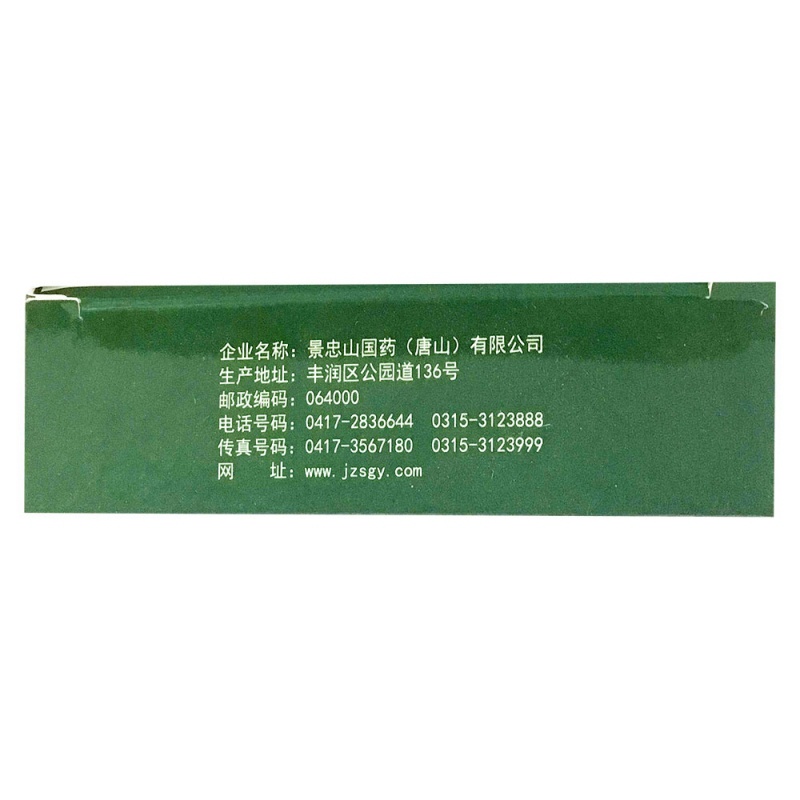 企业名称：景忠山国药（唐山）有限公司
生产地址：丰润区公园道136号
邮政编码：064000
电话号码：0417-2836644 0315-3123888
传真号码：0417-3567180 0315-3123999
网 址：www.jzsgy.com